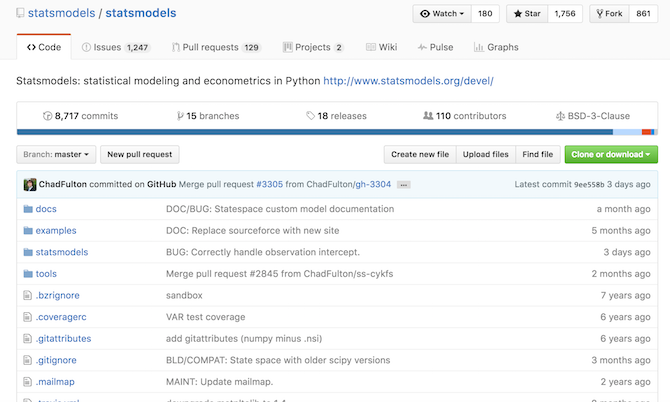 statsmodels / statsmodels
Watch 180 Star 1,756 Fork 861
Code Issues 1,247 Pull requests 129 Projects 2 Wiki Pulse Graphs
Statsmodels: statistical modeling and econometrics in Python http://www.statsmodels.org/devel/
8,717 commits 15 branches 18 releases 110 contributors BSD-3-Clause
Branch: master New pull request Create new file Upload files Find file Clone or download
ChadFulton committed on GitHub Merge pull request #3305 from ChadFulton/gh-3304 ... Latest commit 9ee558b 3 days ago
docs DOC/BUG: Statespace custom model documentation a month ago
examples DOC: Replace sourceforce with new site 5 months ago
statsmodels BUG: Correctly handle observation intercept. 3 days ago
tools Merge pull request #2845 from ChadFulton/ss-cykfs 2 months ago
.bzrignore sandbox 7 years ago
.coveragerc VAR test coverage 6 years ago
.gitattributes add gitattributes (numpy minus .nsi) 6 years ago
.gitignore BLD/COMPAT: State space with older scipy versions 3 months ago
.mailmap MAINT: Update mailmap. 2 years ago